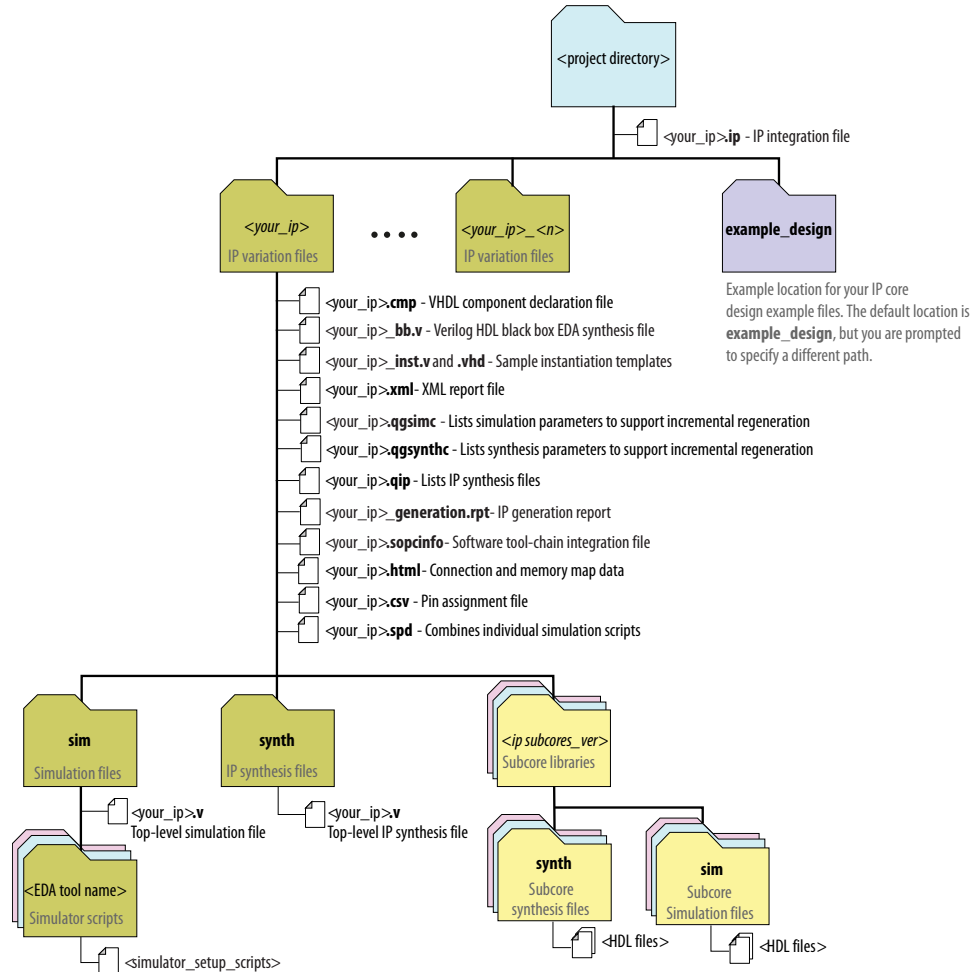 <project directory>
<your_ip>.ip - IP integration file
<your_ip>
IP variation files
<your_ip>_<n>
IP variation files
example_design
Example location for your IP core
design example files. The default location is
example_design, but you are prompted
to specify a different path.
<your_ip>.cmp - VHDL component declaration file
<your_ip>_bb.v - Verilog HDL black box EDA synthesis file
<your_ip>_inst.v and .vhd - Sample instantiation templates
<your_ip>.xml- XML report file
<your_ip>.qgsimc - Lists simulation parameters to support incremental regeneration
<your_ip>.qgsynthc - Lists synthesis parameters to support incremental regeneration
<your_ip>.qip - Lists IP synthesis files
<your_ip>_generation.rpt- IP generation report
<your_ip>.sopcinfo- Software tool-chain integration file
<your_ip>.html- Connection and memory map data
<your_ip>.csv - Pin assignment file
<your_ip>.spd - Combines individual simulation scripts
sim
Simulation files
synth
IP synthesis files
<ip subcores_ver>
Subcore libraries
<your_ip>.v
Top-level simulation file
<your_ip>.v
Top-level IP synthesis file
<EDA tool name>
Simulator scripts
synth
Subcore
synthesis files
sim
Subcore
Simulation files
<HDL files>
<HDL files>
<simulator_setup_scripts>